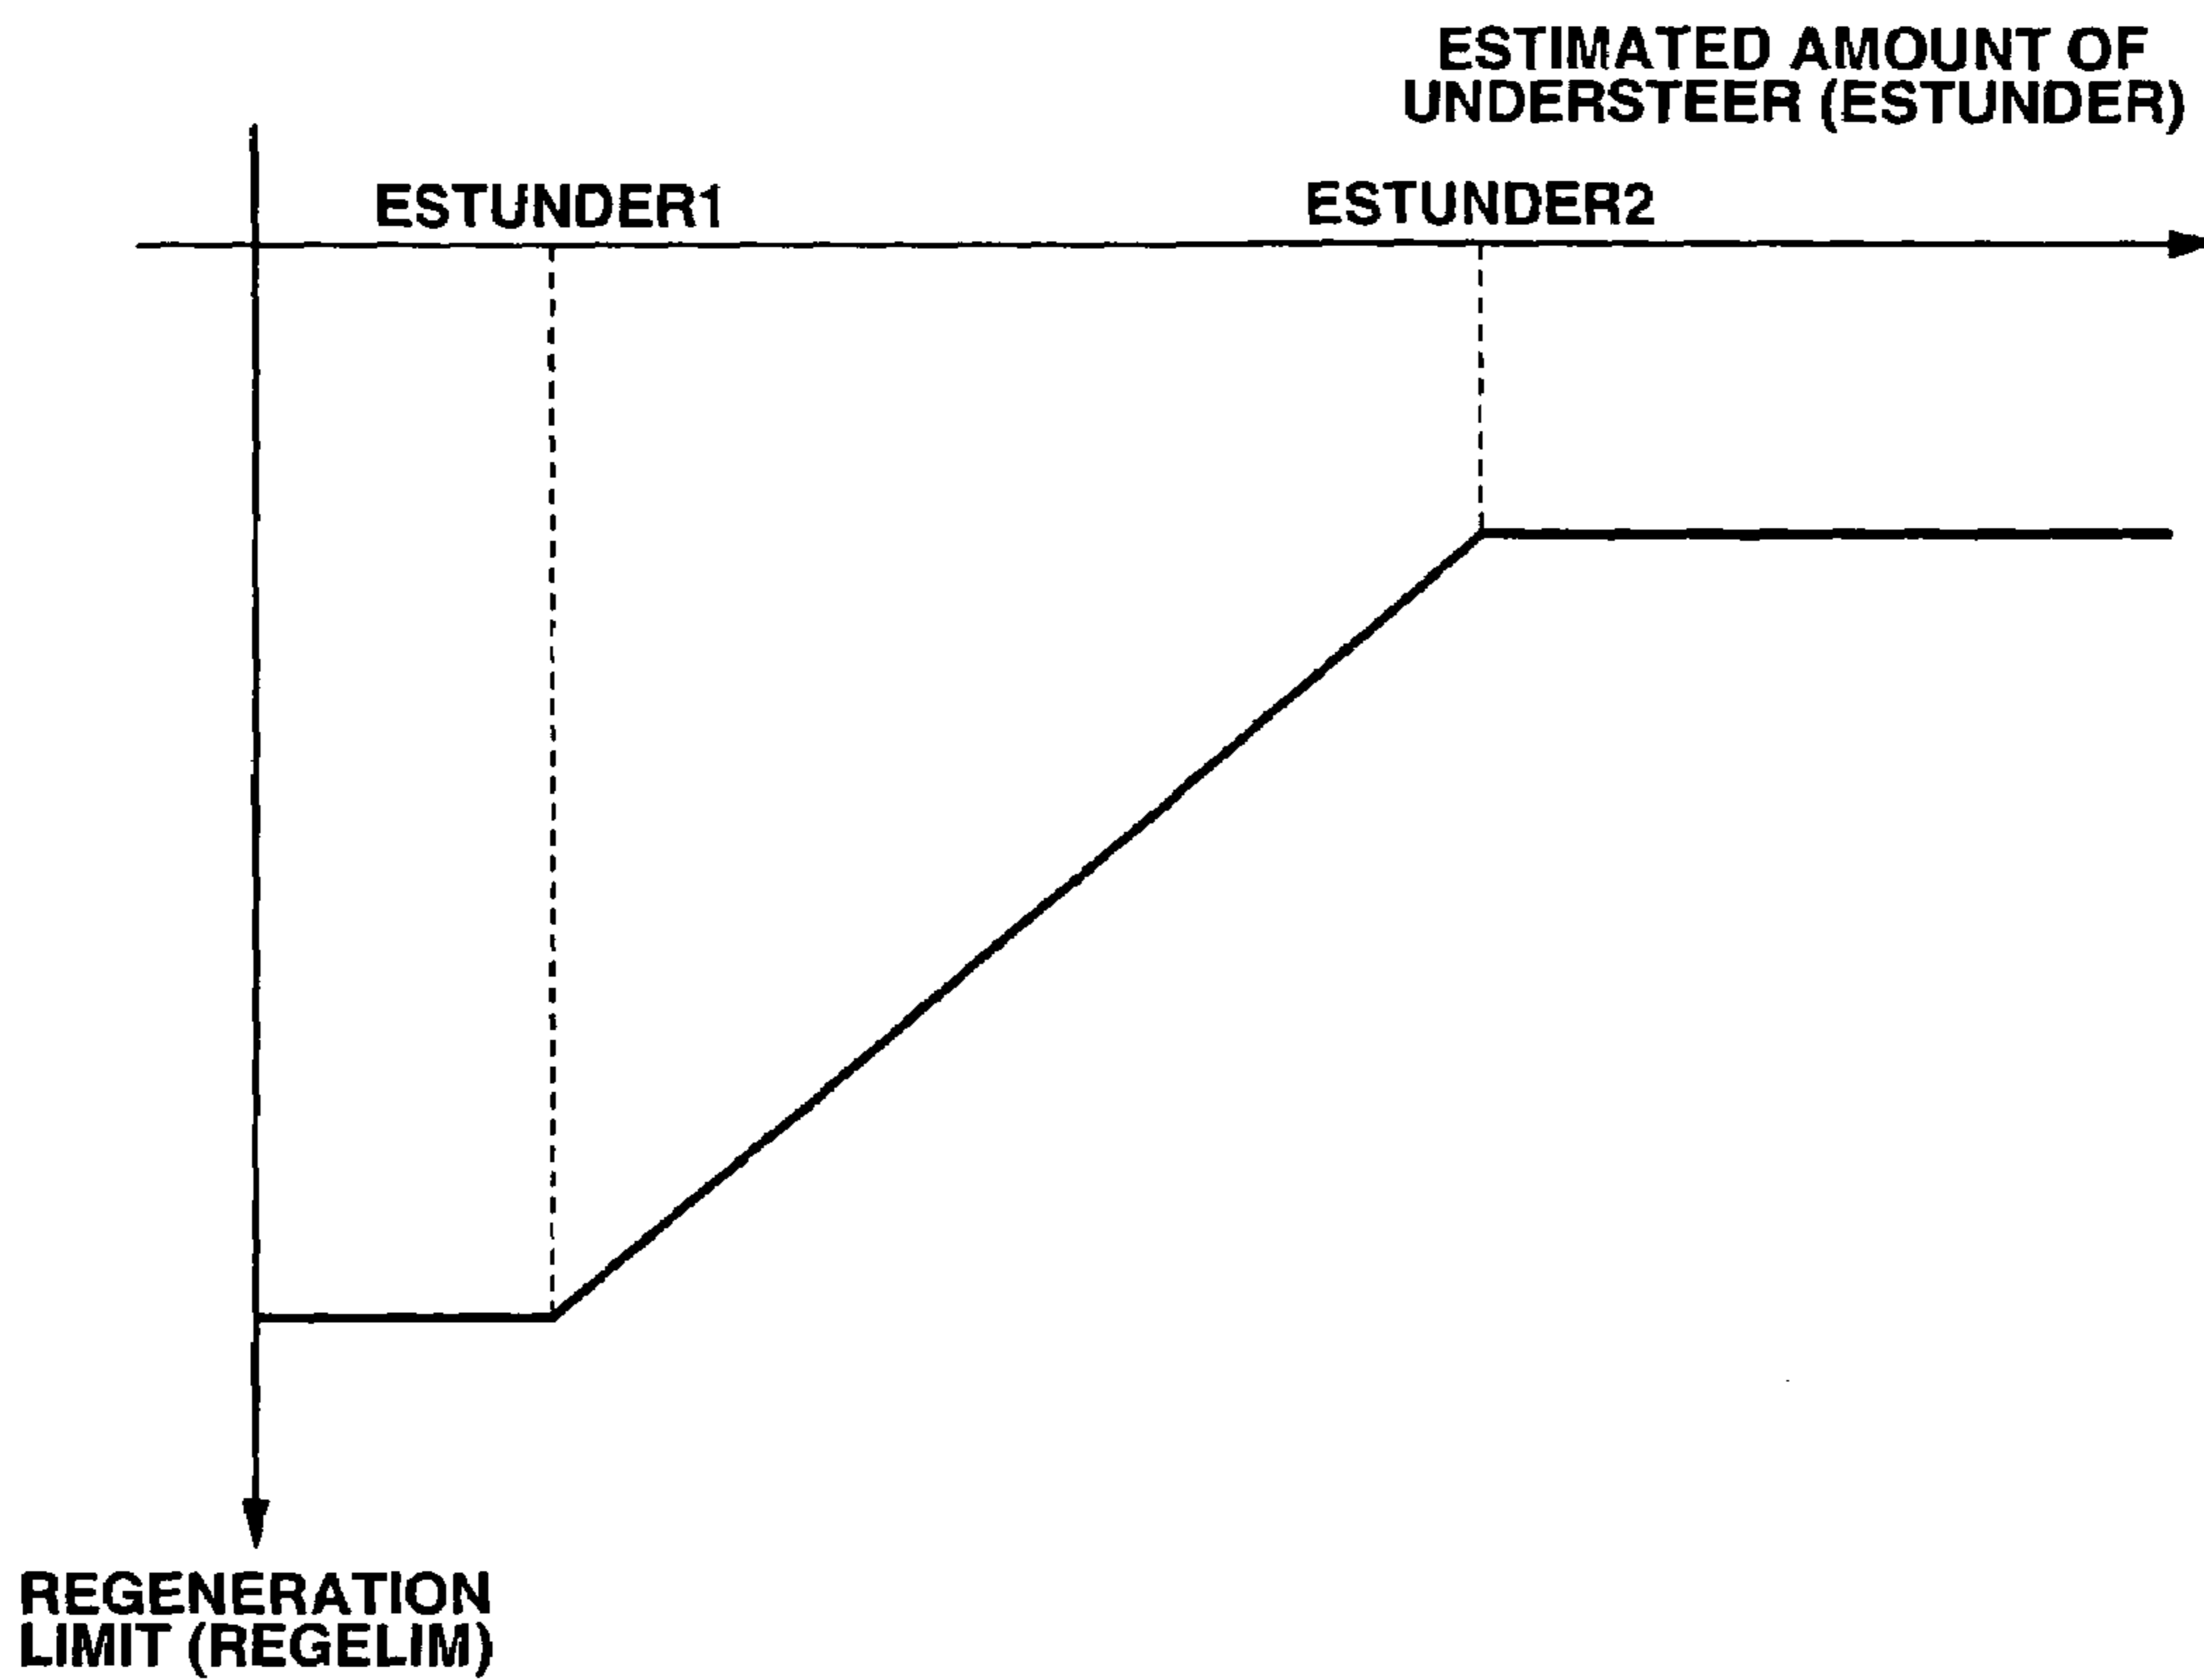 ESTIMATED AMOUNT OF
UNDERSTEER (ESTUNDER)
ESTUNDER1
ESTUNDER2
REGENERATION
LIMIT (REGELIM)